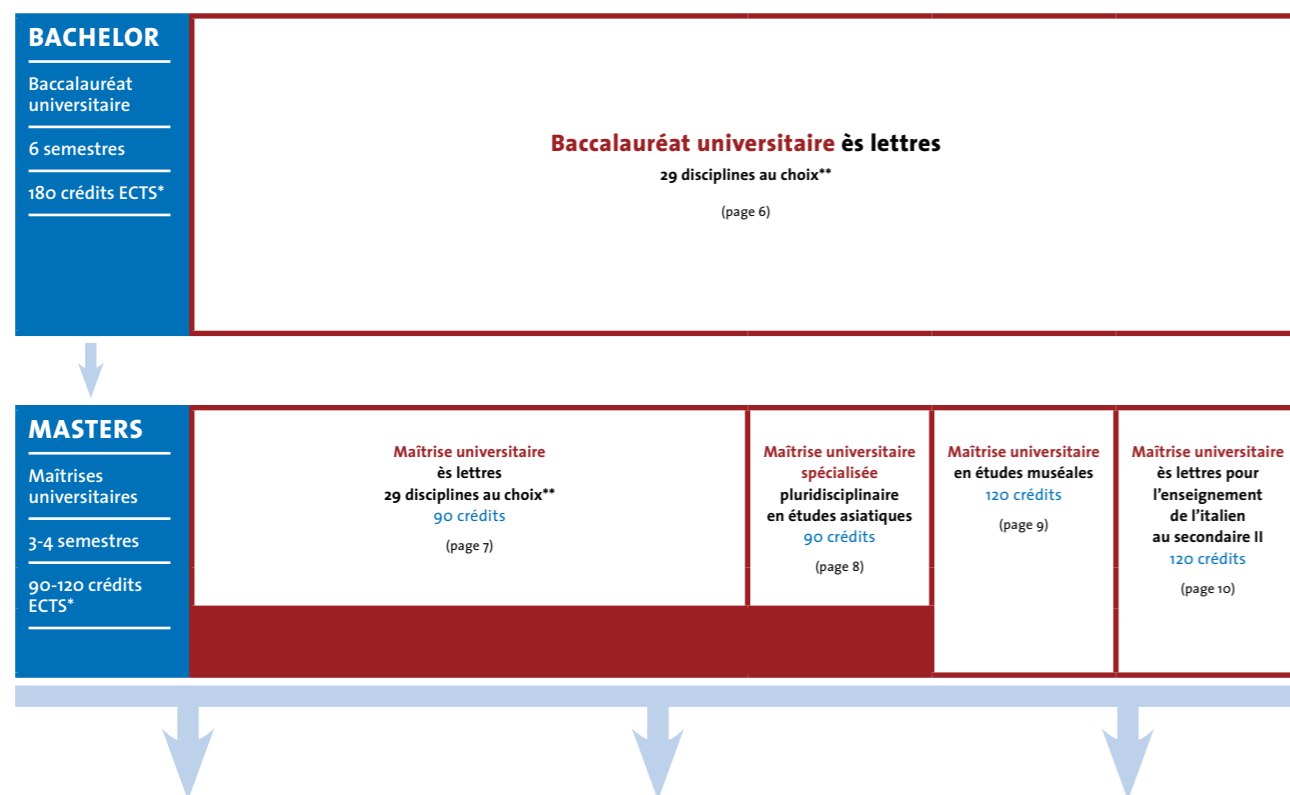 BACHELOR
Baccalauréat
universitaire
6 semestres
180 crédits ECTS*
Baccalauréat universitaire ès lettres
29 disciplines au choix**
(page 6)
MASTERS
Maîtrises
universitaires
3-4 semestres
90-120 crédits
ECTS*
Maîtrise universitaire
ès lettres
29 disciplines au choix**
90 crédits
(page 7)
Maîtrise universitaire
spécialisée
pluridisciplinaire
en études asiatiques
90 crédits
(page 8)
Maîtrise universitaire
en études muséales
120 crédits
(page 9)
Maîtrise universitaire
ès lettres pour
l’enseignement
de l’italien
au secondaire II
120 crédits
(page 10)